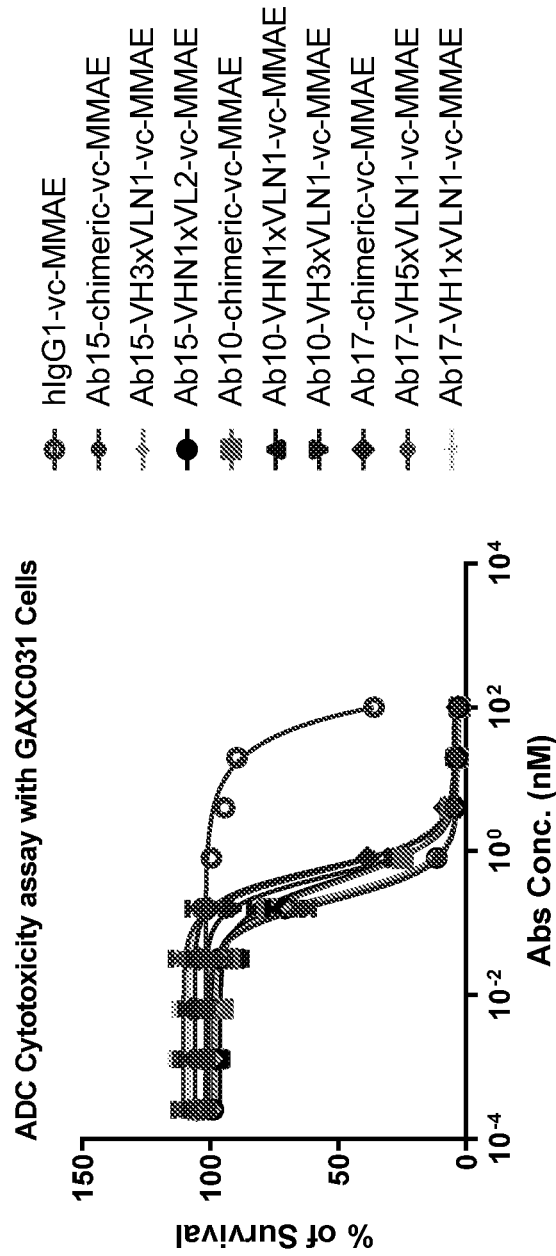 ADC Cytotoxicity assay with GAXC031 Cells
% of Survival
150
100
50
0
10⁻⁴
10⁻²
10⁰
10²
10⁴
Abs Conc. (nM)
hIgG1-vc-MMAE
Ab15-chimeric-vc-MMAE
Ab15-VH3xVLN1-vc-MMAE
Ab15-VHN1xVL2-vc-MMAE
Ab10-chimeric-vc-MMAE
Ab10-VHN1xVLN1-vc-MMAE
Ab10-VH3xVLN1-vc-MMAE
Ab17-chimeric-vc-MMAE
Ab17-VH5xVLN1-vc-MMAE
Ab17-VH1xVLN1-vc-MMAE